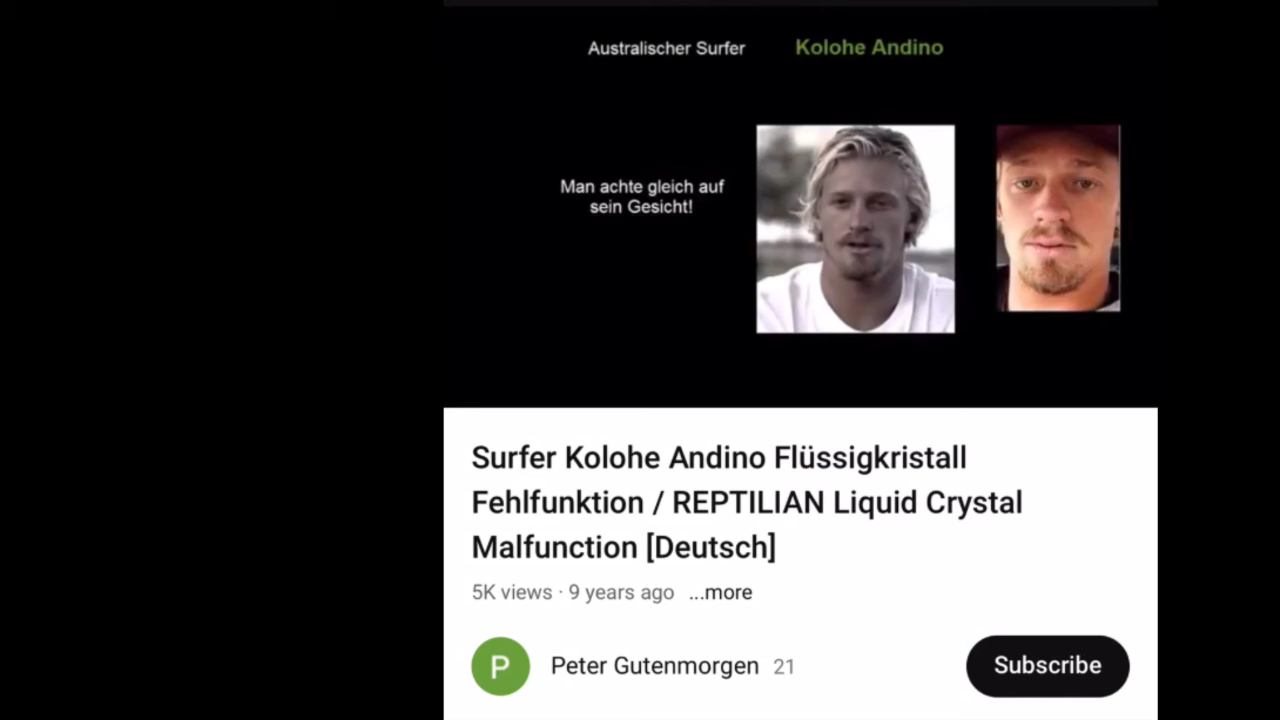 Australischer Surfer Kolohe Andino
Man achte gleich auf
sein Gesicht!
Surfer Kolohe Andino Flüssigkristall
Fehlfunktion / REPTILIAN Liquid Crystal
Malfunction [Deutsch]
5K views · 9 years ago ...more
P Peter Gutenmorgen 21 Subscribe